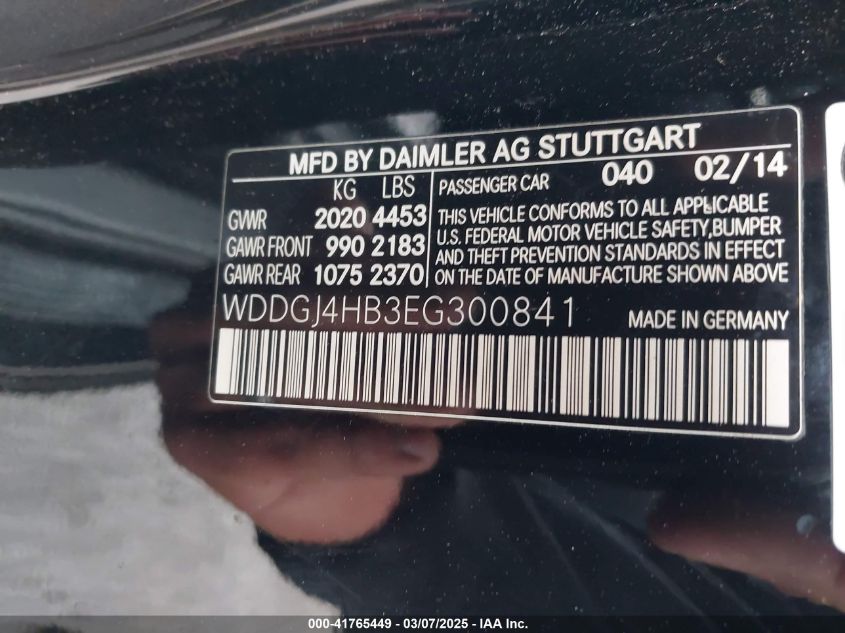 MFD BY DAIMLER AG STUTTGART
KG LBS PASSENGER CAR 040 02/14
GVWR 2020 4453
GAWR FRONT 990 2183
GAWR REAR 1075 2370
THIS VEHICLE CONFORMS TO ALL APPLICABLE
U.S. FEDERAL MOTOR VEHICLE SAFETY, BUMPER
AND THEFT PREVENTION STANDARDS IN EFFECT
ON THE DATE OF MANUFACTURE SHOWN ABOVE
WDDGJ4HB3EG300841 MADE IN GERMANY
000-41765449 — 03/07/2025 — IAA Inc.